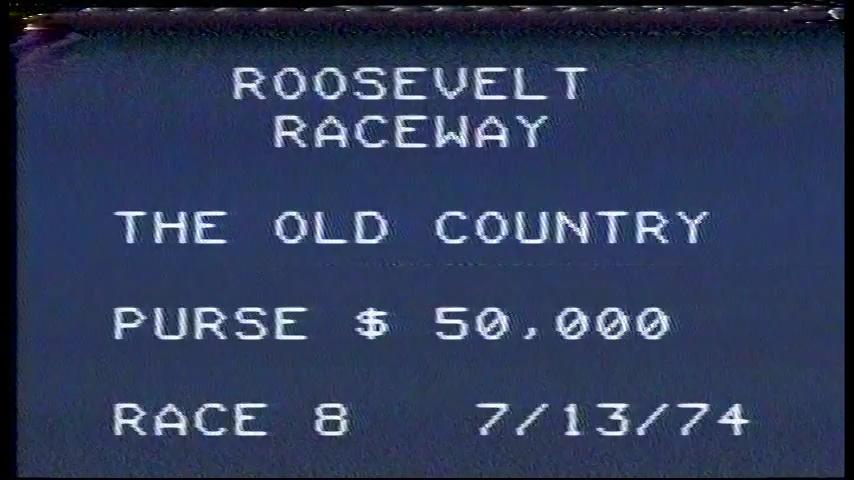 ROOSEVELT
RACEWAY
THE OLD COUNTRY
PURSE $ 50,000
RACE 8 7/13/74